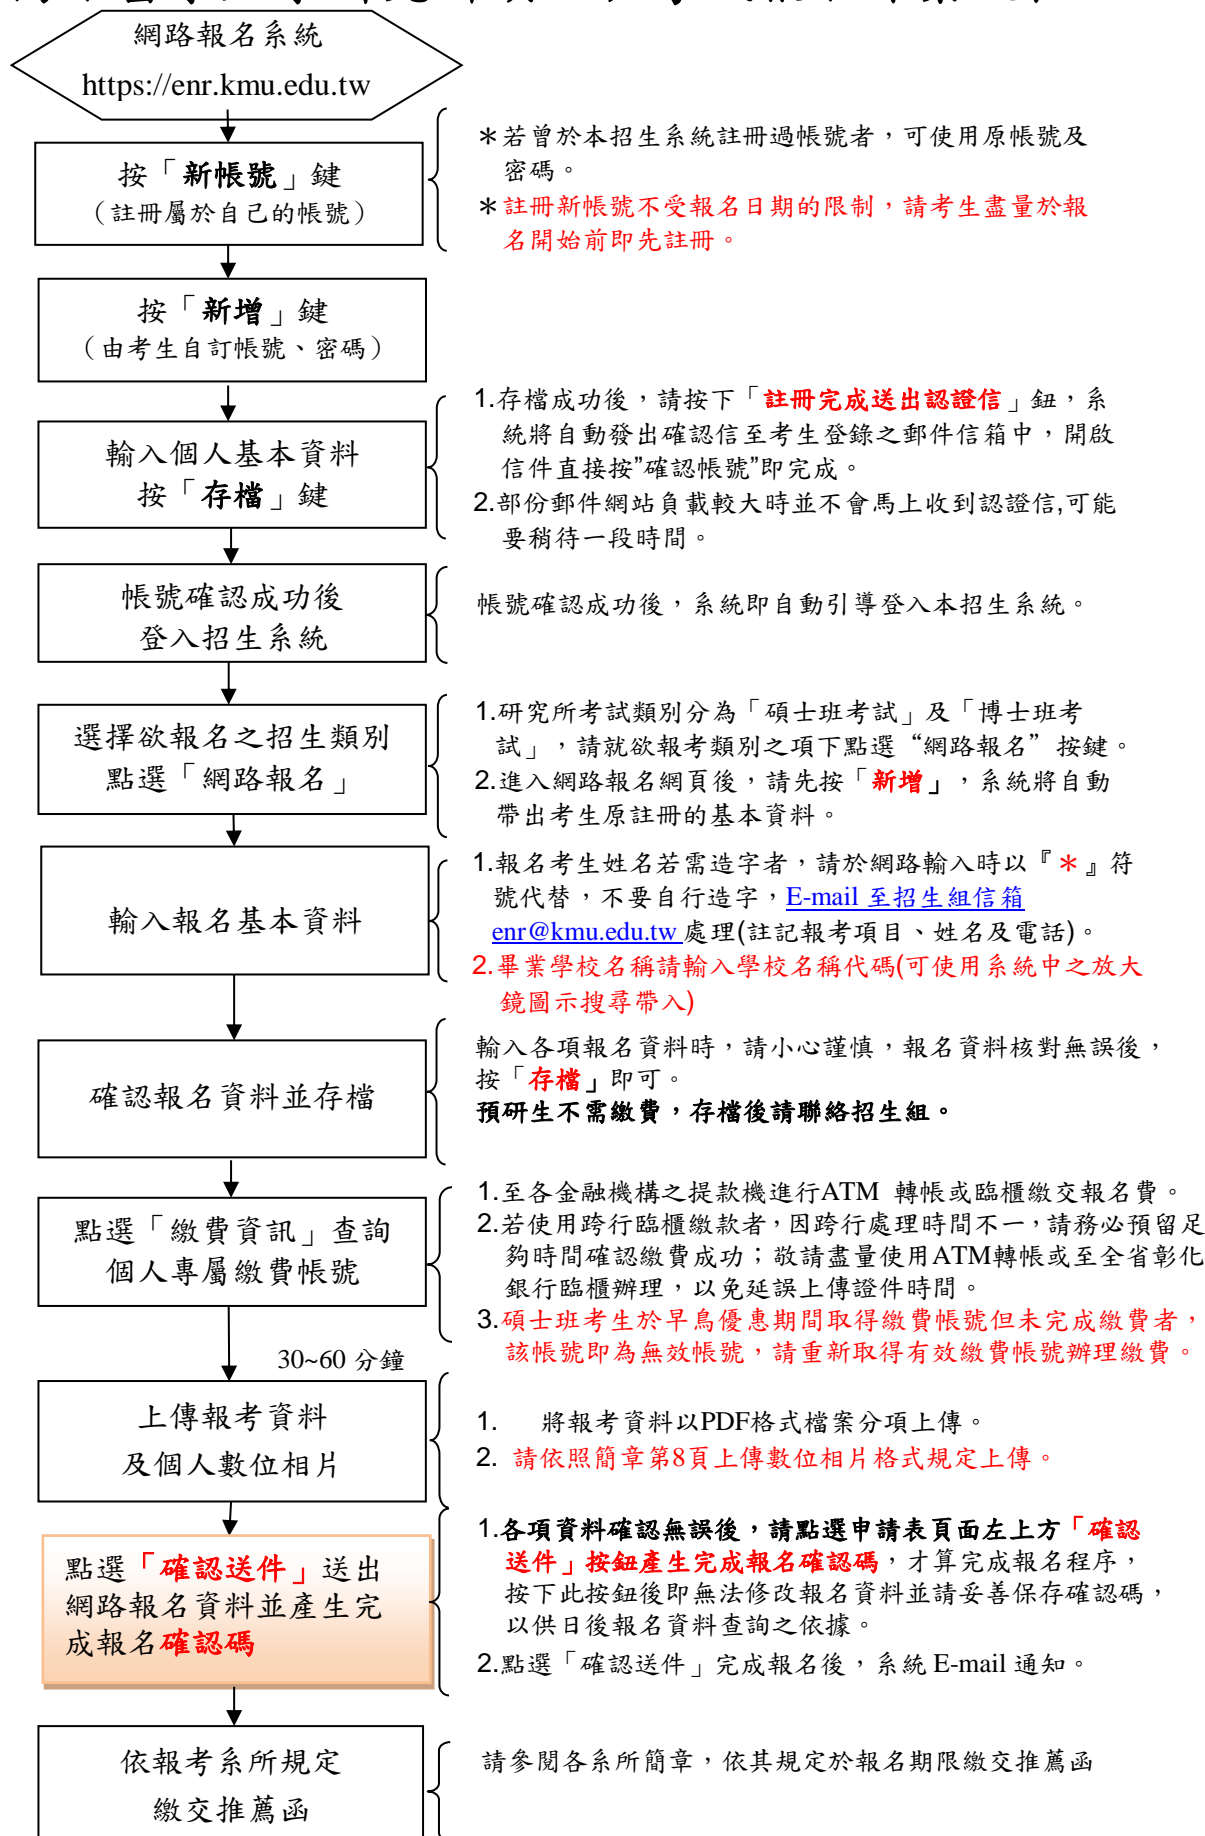 網路報名系統
https://enr.kmu.edu.tw
按「新帳號」鍵
（註冊屬於自己的帳號）
＊若曾於本招生系統註冊過帳號者，可使用原帳號及
密碼。
＊註冊新帳號不受報名日期的限制，請考生盡量於報
名開始前即先註冊。
按「新增」鍵
（由考生自訂帳號、密碼）
輸入個人基本資料
按「存檔」鍵
1.存檔成功後，請按下「註冊完成送出認證信」鈕，系
統將自動發出確認信至考生登錄之郵件信箱中，開啟
信件直接按"確認帳號"即完成。
2.部份郵件網站負載較大時並不會馬上收到認證信,可能
要稍待一段時間。
帳號確認成功後
登入招生系統
帳號確認成功後，系統即自動引導登入本招生系統。
選擇欲報名之招生類別
點選「網路報名」
1.研究所考試類別分為「碩士班考試」及「博士班考
試」，請就欲報考類別之項下點選“網路報名”按鍵。
2.進入網路報名網頁後，請先按「新增」，系統將自動
帶出考生原註冊的基本資料。
輸入報名基本資料
1.報名考生姓名若需造字者，請於網路輸入時以『＊』符
號代替，不要自行造字，E-mail 至招生組信箱
enr@kmu.edu.tw 處理(註記報考項目、姓名及電話)。
2.畢業學校名稱請輸入學校名稱代碼(可使用系統中之放大
鏡圖示搜尋帶入)
確認報名資料並存檔
輸入各項報名資料時，請小心謹慎，報名資料核對無誤後，
按「存檔」即可。
預研生不需繳費，存檔後請聯絡招生組。
點選「繳費資訊」查詢
個人專屬繳費帳號
1.至各金融機構之提款機進行ATM 轉帳或臨櫃繳交報名費。
2.若使用跨行臨櫃繳款者，因跨行處理時間不一，請務必預留足
夠時間確認繳費成功；敬請盡量使用ATM轉帳或至全省彰化
銀行臨櫃辦理，以免延誤上傳證件時間。
3.碩士班考生於早鳥優惠期間取得繳費帳號但未完成繳費者，
該帳號即為無效帳號，請重新取得有效繳費帳號辦理繳費。
30~60 分鐘
上傳報考資料
及個人數位相片
1. 將報考資料以PDF格式檔案分項上傳。
2. 請依照簡章第8頁上傳數位相片格式規定上傳。
點選「確認送件」送出
網路報名資料並產生完
成報名確認碼
1.各項資料確認無誤後，請點選申請表頁面左上方「確認
送件」按鈕產生完成報名確認碼，才算完成報名程序，
按下此按鈕後即無法修改報名資料並請妥善保存確認碼，
以供日後報名資料查詢之依據。
2.點選「確認送件」完成報名後，系統 E-mail 通知。
依報考系所規定
繳交推薦函
請參閱各系所簡章，依其規定於報名期限繳交推薦函